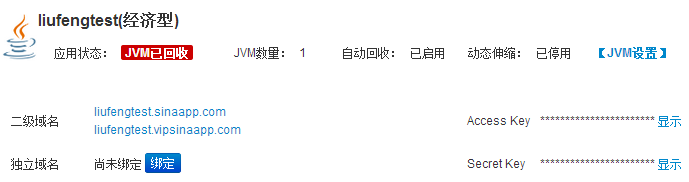 liufengtest(经济型)
应用状态： JVM已回收 JVM数量： 1 自动回收： 已启用 动态伸缩： 已停用 【JVM设置】
二级域名 liufengtest.sinaapp.com Access Key *********************** 显示
liufengtest.vipsinaapp.com
独立域名 尚未绑定 绑定 Secret Key *********************** 显示